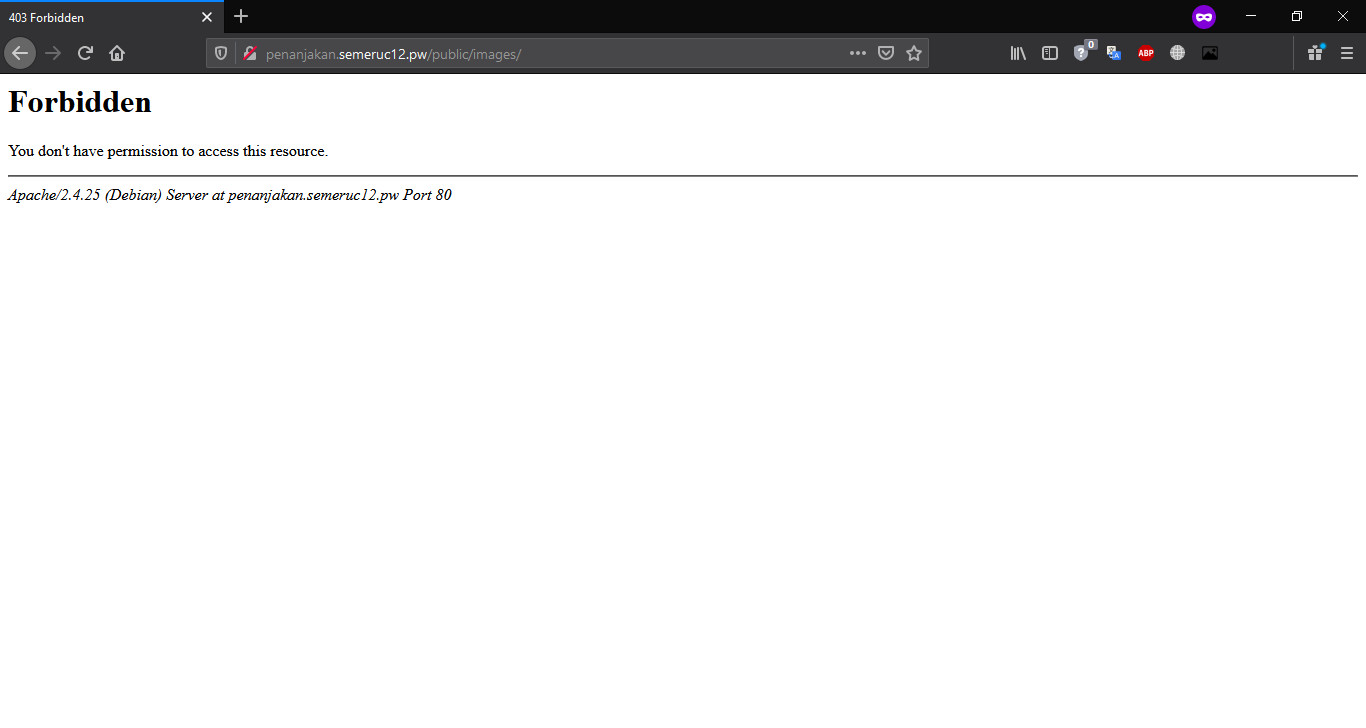 403 Forbidden
penanjakan.semeruc12.pw/public/images/
0
ABP
Forbidden
You don't have permission to access this resource.
Apache/2.4.25 (Debian) Server at penanjakan.semeruc12.pw Port 80